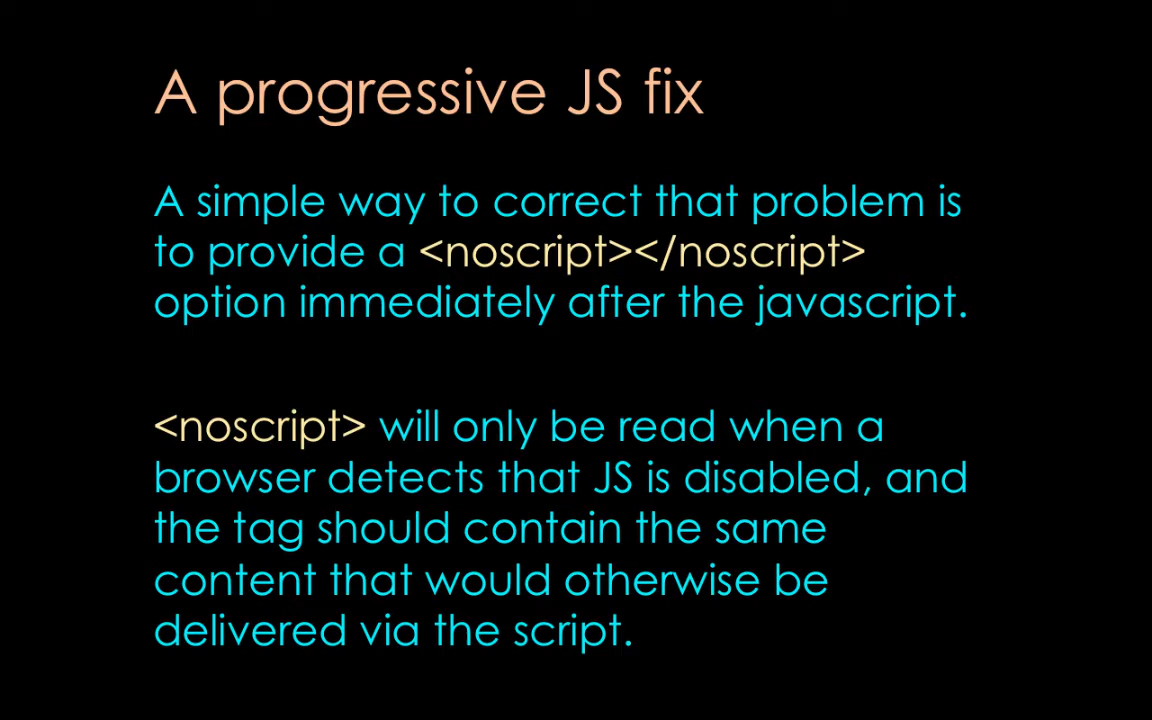 A progressive JS fix
A simple way to correct that problem is
to provide a <noscript></noscript>
option immediately after the javascript.
<noscript> will only be read when a
browser detects that JS is disabled, and
the tag should contain the same
content that would otherwise be
delivered via the script.